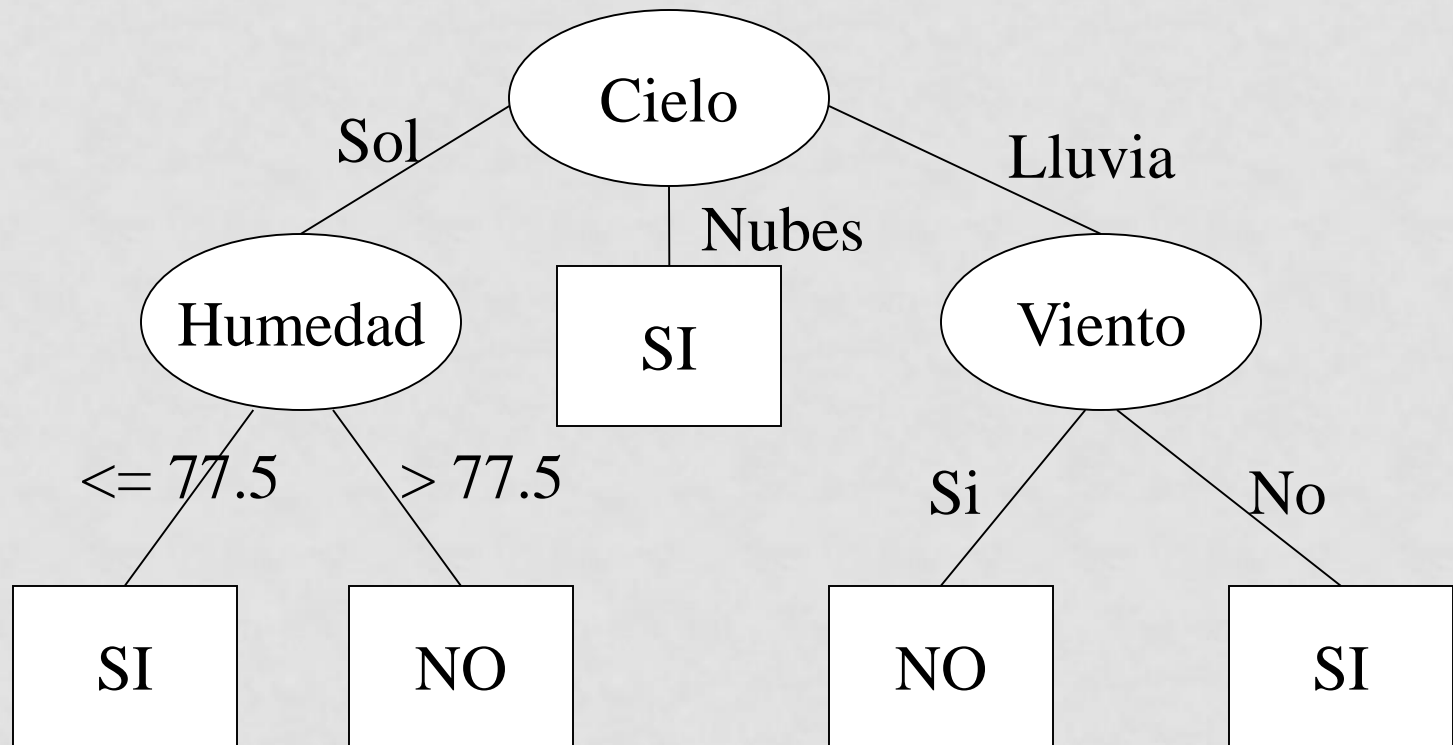 Cielo
Sol
Lluvia
Nubes
Humedad
SI
Viento
<= 77.5
> 77.5
Si
No
SI
NO
NO
SI